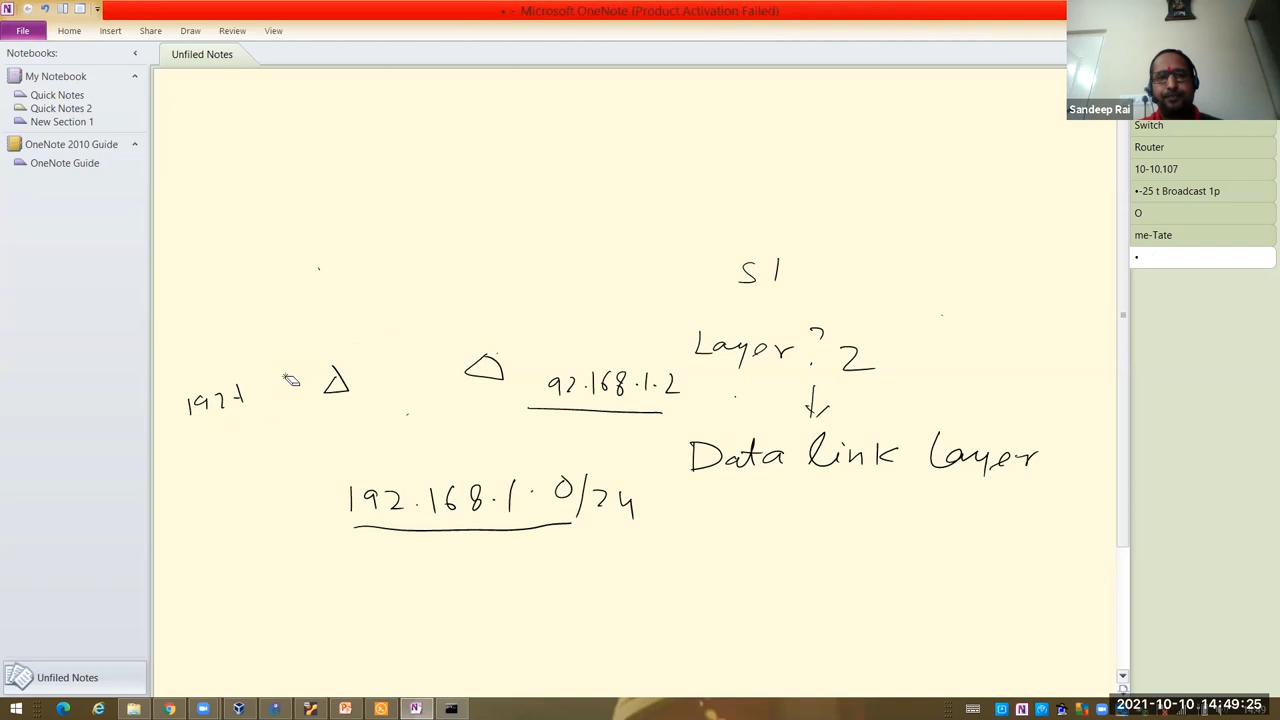 Microsoft OneNote (Product Activation Failed)
File Home Insert Share Draw Review View
Notebooks:
Unfiled Notes
My Notebook
Quick Notes
Quick Notes 2
New Section 1
OneNote 2010 Guide
OneNote Guide
Sandeep Rai
Switch
Router
10-10.107
•-25 t Broadcast 1p
O
me-Tate
•
S1
Layer ? 2
92.168.1.2
Data link Layer
192.168.1.0/24
Unfiled Notes
2021-10-10 14:49:25